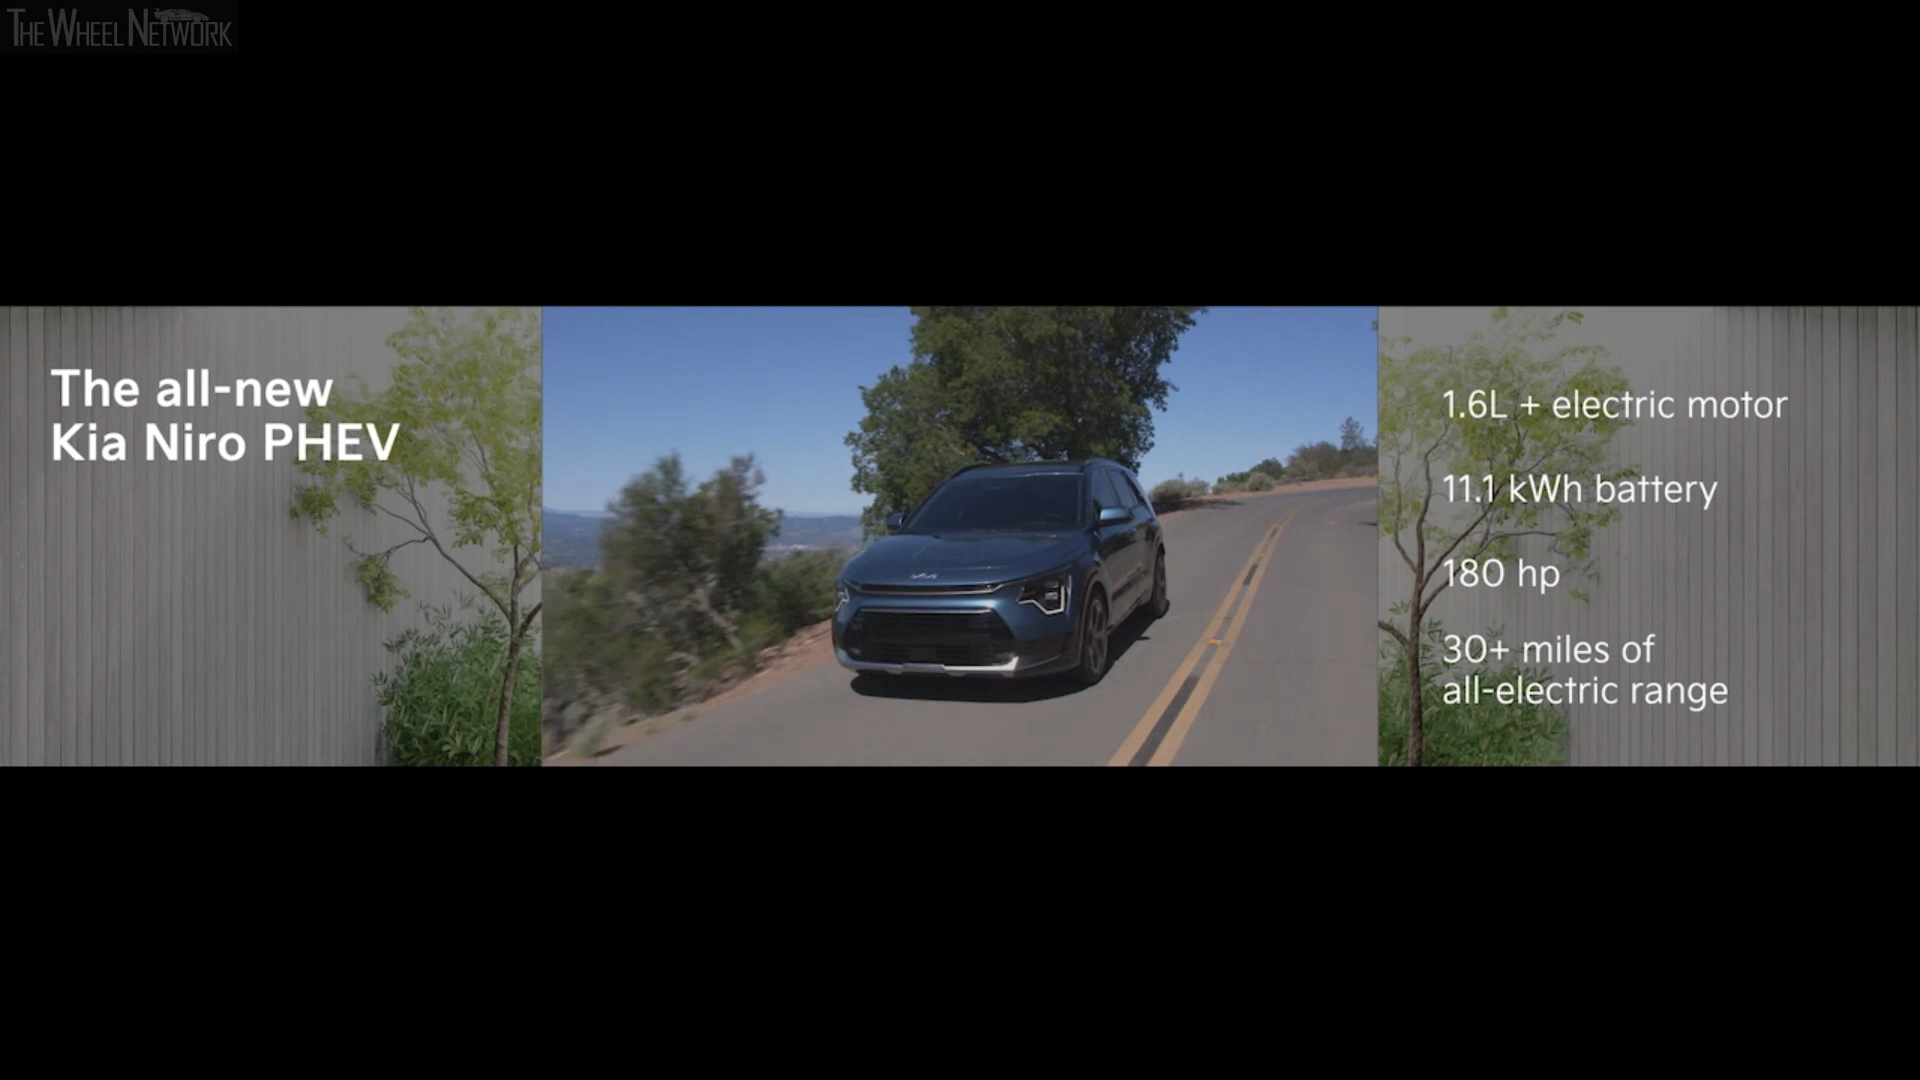 THE WHEEL NETWORK
The all-new
Kia Niro PHEV
1.6L + electric motor
11.1 kWh battery
180 hp
30+ miles of
all-electric range
KIA